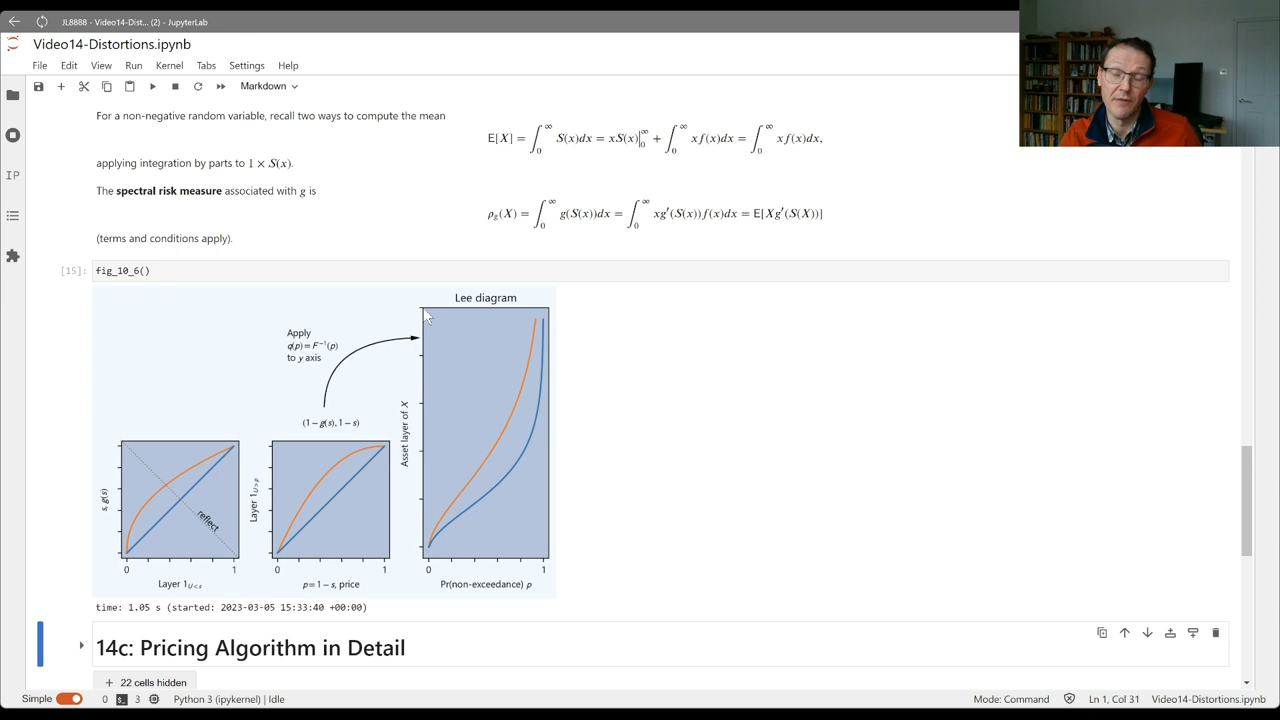 JL8888 - Video14-Dist... (2) - JupyterLab
Video14-Distortions.ipynb
File Edit View Run Kernel Tabs Settings Help
Markdown
For a non-negative random variable, recall two ways to compute the mean
E[X] = ∫₀^∞ S(x)dx = xS(x)|₀^∞ + ∫₀^∞ xf(x)dx = ∫₀^∞ xf(x)dx,
applying integration by parts to 1 × S(x).
The spectral risk measure associated with g is
ρg(X) = ∫₀^∞ g(S(x))dx = ∫₀^∞ xg′(S(x))f(x)dx = E[Xg′(S(X))]
(terms and conditions apply).
[15]: fig_10_6()
Lee diagram
Apply
q(p) = F⁻¹(p)
to y axis
(1 − g(s), 1 − s)
s, g(s)
reflect
Layer 1U>p
Asset layer of X
0 1
0 1
0 1
Layer 1U<s
p = 1 − s, price
Pr(non-exceedance) p
time: 1.05 s (started: 2023-03-05 15:33:40 +00:00)
14c: Pricing Algorithm in Detail
+ 22 cells hidden
Simple 0 3 Python 3 (ipykernel) | Idle Mode: Command Ln 1, Col 31 Video14-Distortions.ipynb
IP